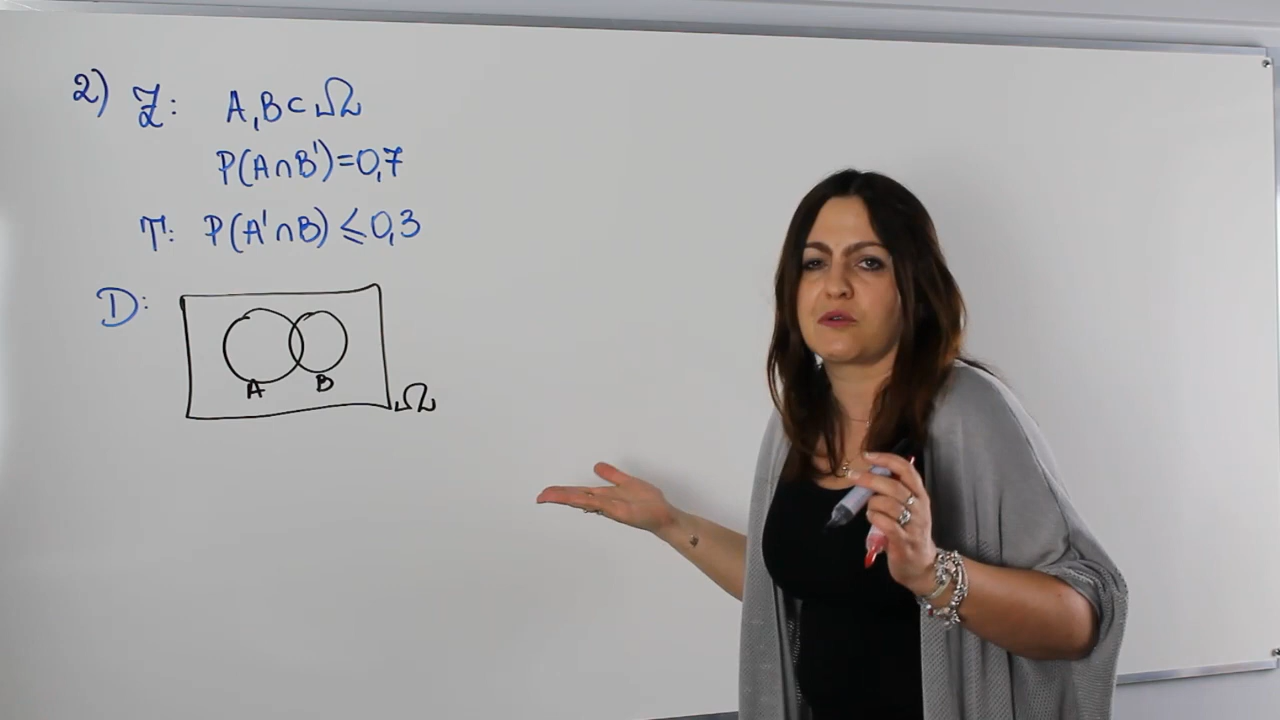 2) Z: A,B⊂Ω
P(A∩B')=0,7
T: P(A'∩B)≤0,3
D:
A B
Ω